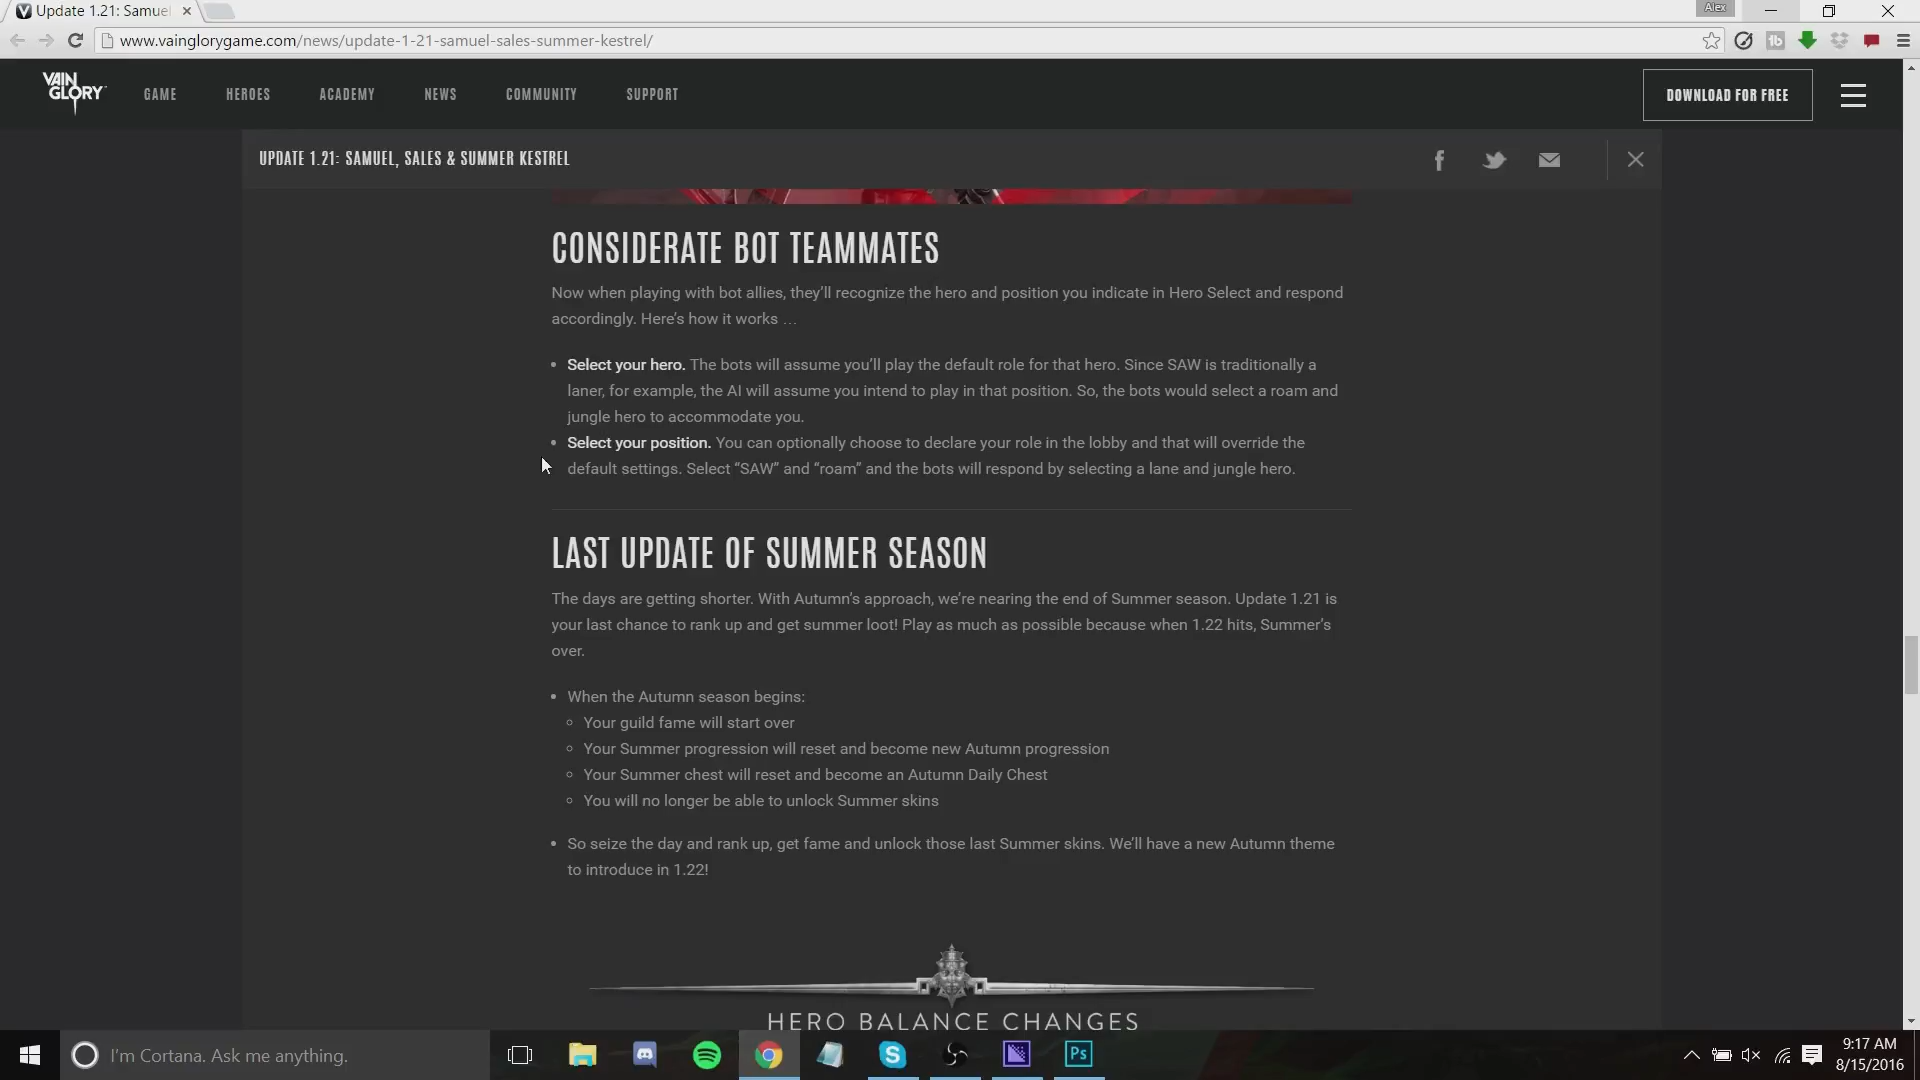 Update 1.21: Samuel
Alex
www.vainglorygame.com/news/update-1-21-samuel-sales-summer-kestrel/
VAIN
GLORY
GAME
HEROES
ACADEMY
NEWS
COMMUNITY
SUPPORT
DOWNLOAD FOR FREE
UPDATE 1.21: SAMUEL, SALES & SUMMER KESTREL
CONSIDERATE BOT TEAMMATES
Now when playing with bot allies, they'll recognize the hero and position you indicate in Hero Select and respond
accordingly. Here's how it works …
• Select your hero. The bots will assume you'll play the default role for that hero. Since SAW is traditionally a
laner, for example, the AI will assume you intend to play in that position. So, the bots would select a roam and
jungle hero to accommodate you.
• Select your position. You can optionally choose to declare your role in the lobby and that will override the
default settings. Select “SAW” and “roam” and the bots will respond by selecting a lane and jungle hero.
LAST UPDATE OF SUMMER SEASON
The days are getting shorter. With Autumn's approach, we're nearing the end of Summer season. Update 1.21 is
your last chance to rank up and get summer loot! Play as much as possible because when 1.22 hits, Summer's
over.
• When the Autumn season begins:
◦ Your guild fame will start over
◦ Your Summer progression will reset and become new Autumn progression
◦ Your Summer chest will reset and become an Autumn Daily Chest
◦ You will no longer be able to unlock Summer skins
• So seize the day and rank up, get fame and unlock those last Summer skins. We'll have a new Autumn theme
to introduce in 1.22!
HERO BALANCE CHANGES
I'm Cortana. Ask me anything.
Ps
9:17 AM
8/15/2016